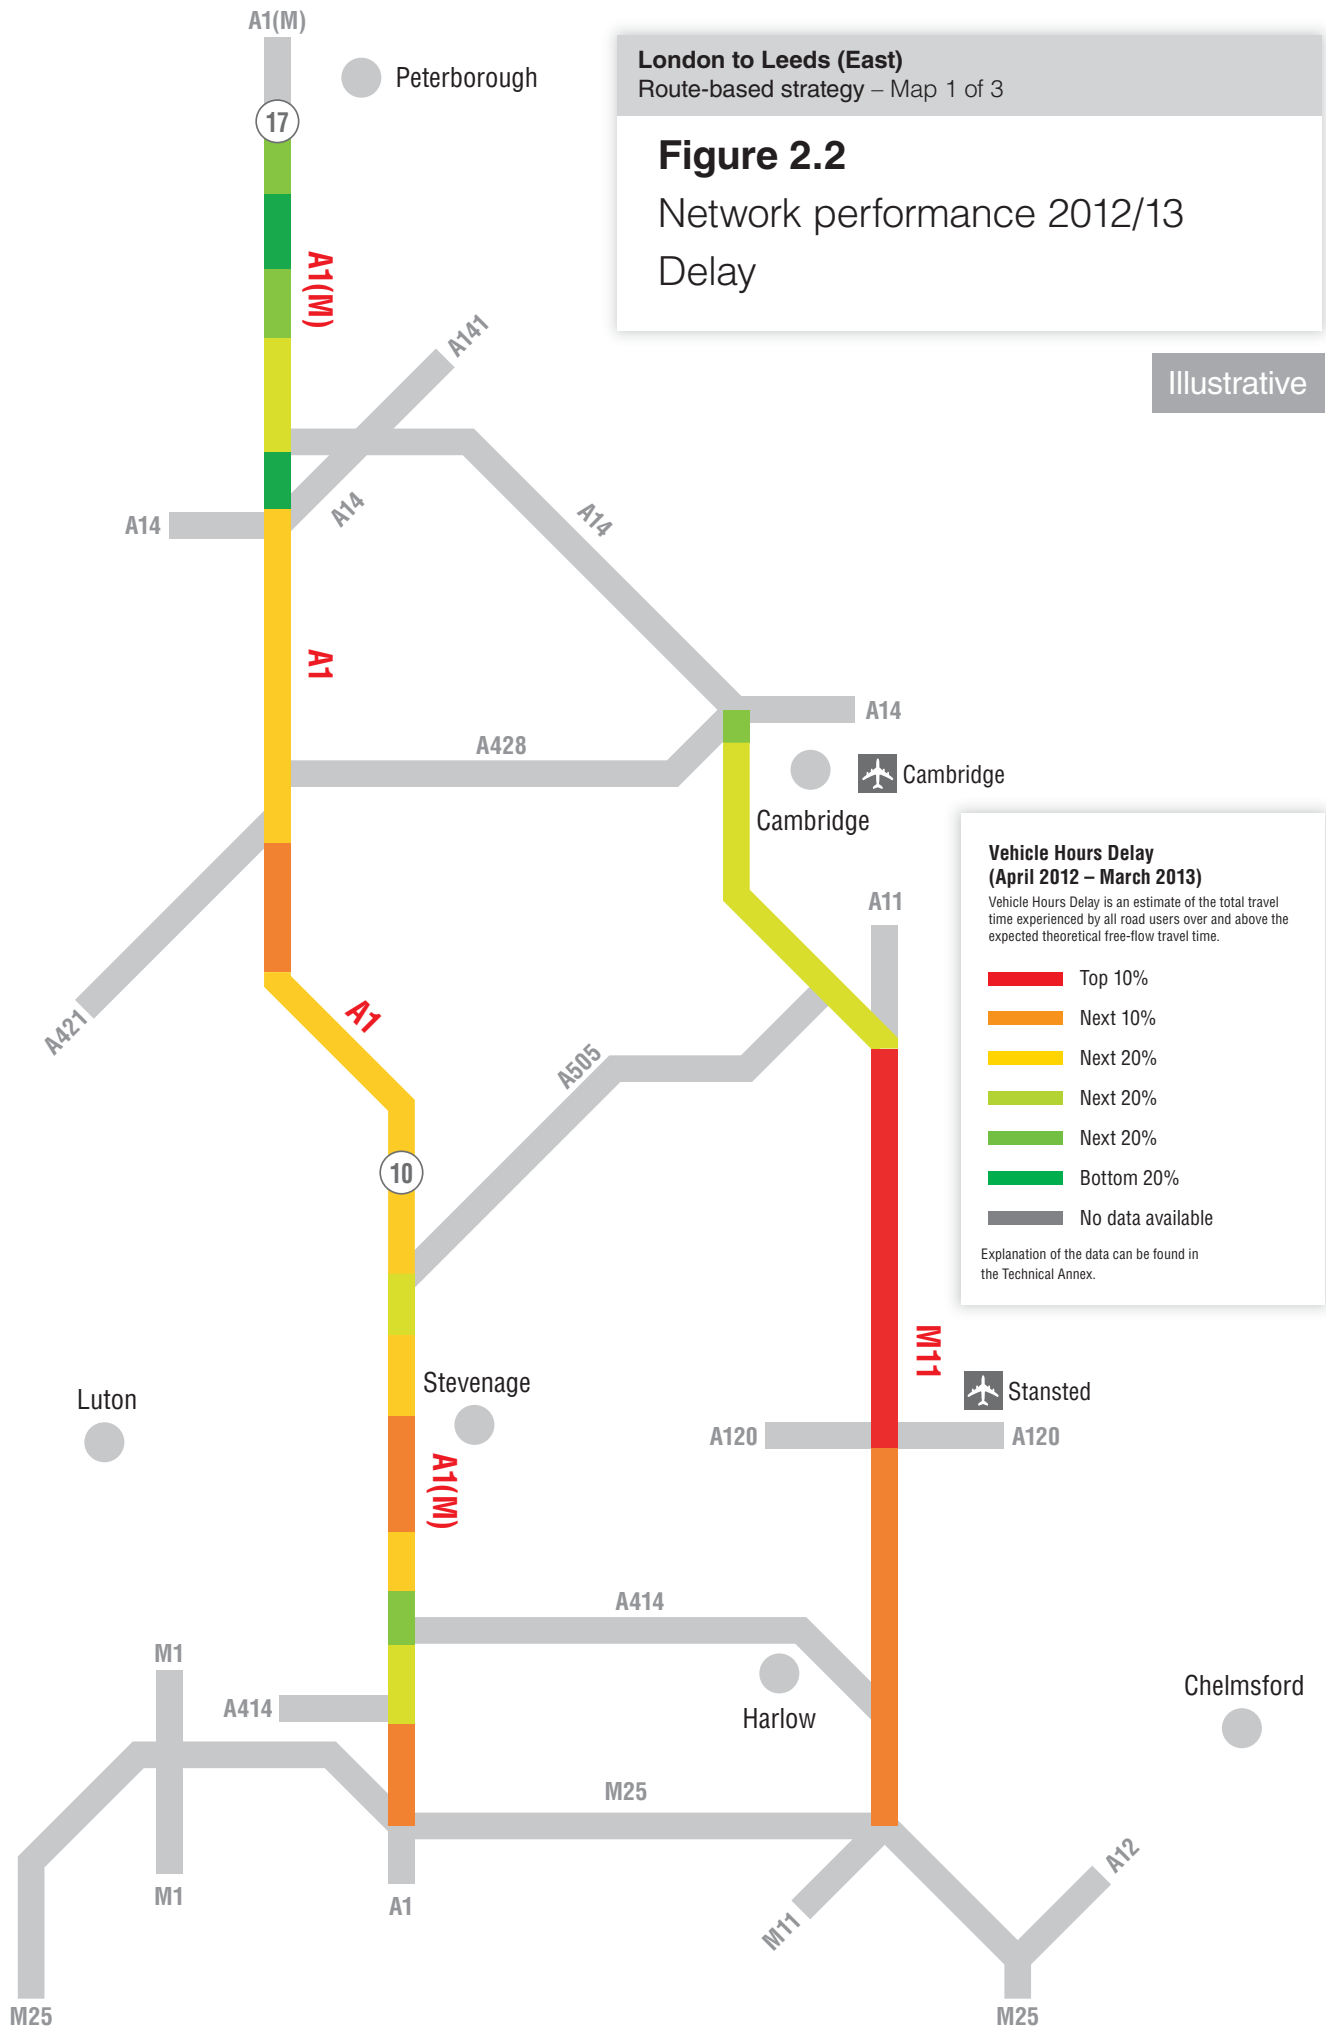 A1(M)
Peterborough
17
London to Leeds (East)
Route-based strategy – Map 1 of 3
Figure 2.2
Network performance 2012/13
Delay
Illustrative
A1(M)
A141
A14
A14
A14
A1
A14
A428
Cambridge
Cambridge
Vehicle Hours Delay
(April 2012 – March 2013)
Vehicle Hours Delay is an estimate of the total travel
time experienced by all road users over and above the
expected theoretical free-flow travel time.
Top 10%
Next 10%
Next 20%
Next 20%
Next 20%
Bottom 20%
No data available
Explanation of the data can be found in
the Technical Annex.
A11
A421
A1
A505
10
M11
Stansted
Luton
Stevenage
A120
A120
A1(M)
A414
M1
A414
Harlow
Chelmsford
M25
M1
A1
M11
A12
M25
M25